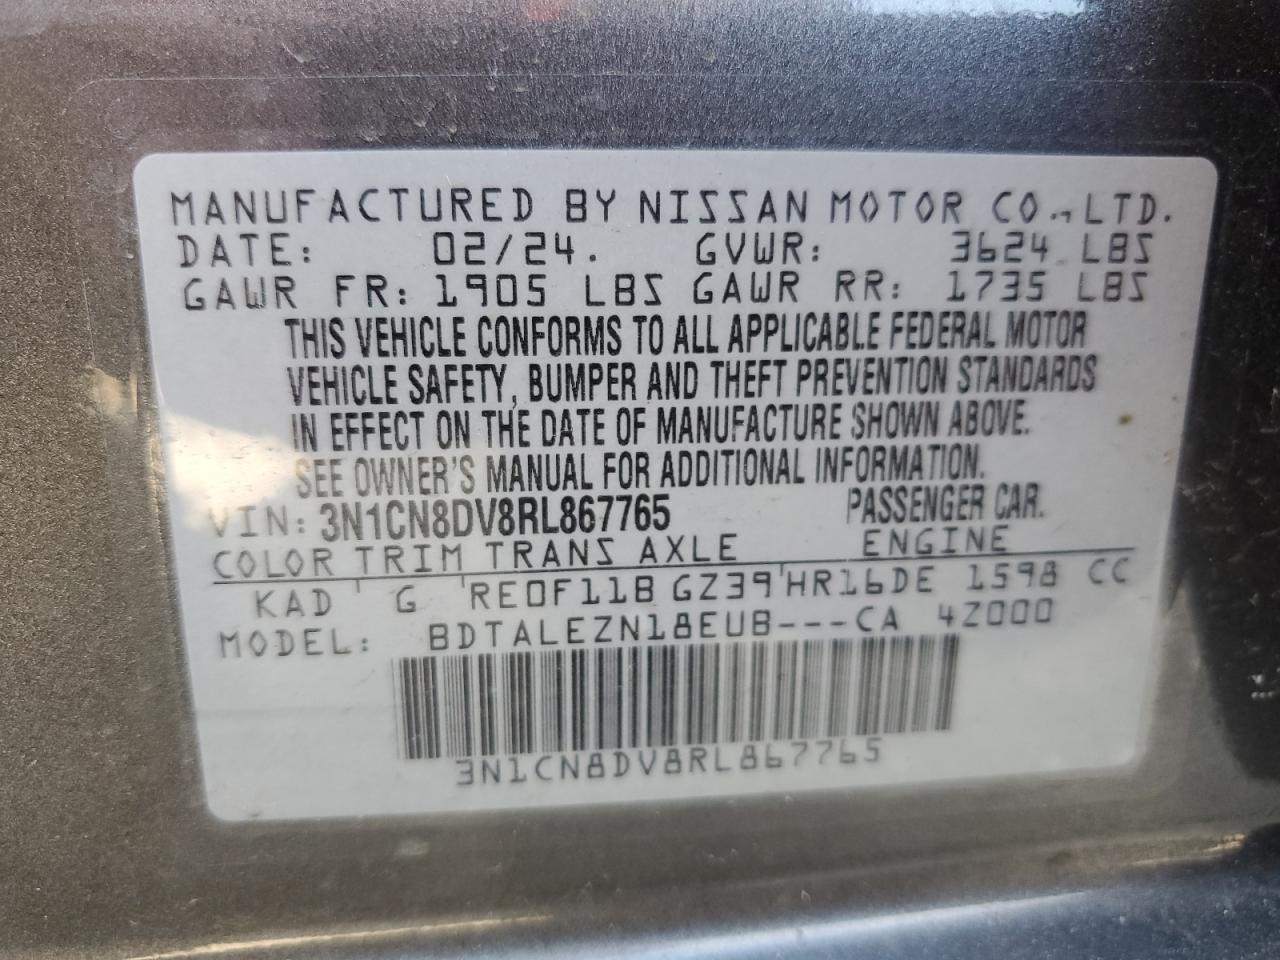 MANUFACTURED BY NISSAN MOTOR CO., LTD.
DATE: 02/24. GVWR: 3624 LBS
GAWR FR: 1905 LBS GAWR RR: 1735 LBS
THIS VEHICLE CONFORMS TO ALL APPLICABLE FEDERAL MOTOR
VEHICLE SAFETY, BUMPER AND THEFT PREVENTION STANDARDS
IN EFFECT ON THE DATE OF MANUFACTURE SHOWN ABOVE.
SEE OWNER'S MANUAL FOR ADDITIONAL INFORMATION.
VIN: 3N1CN8DV8RL867765 PASSENGER CAR.
COLOR TRIM TRANS AXLE ENGINE
KAD G RE0F11B GZ39 HR16DE 1598 CC
MODEL: BDTALEZN18EUB---CA 4Z000
3N1CN8DV8RL867765